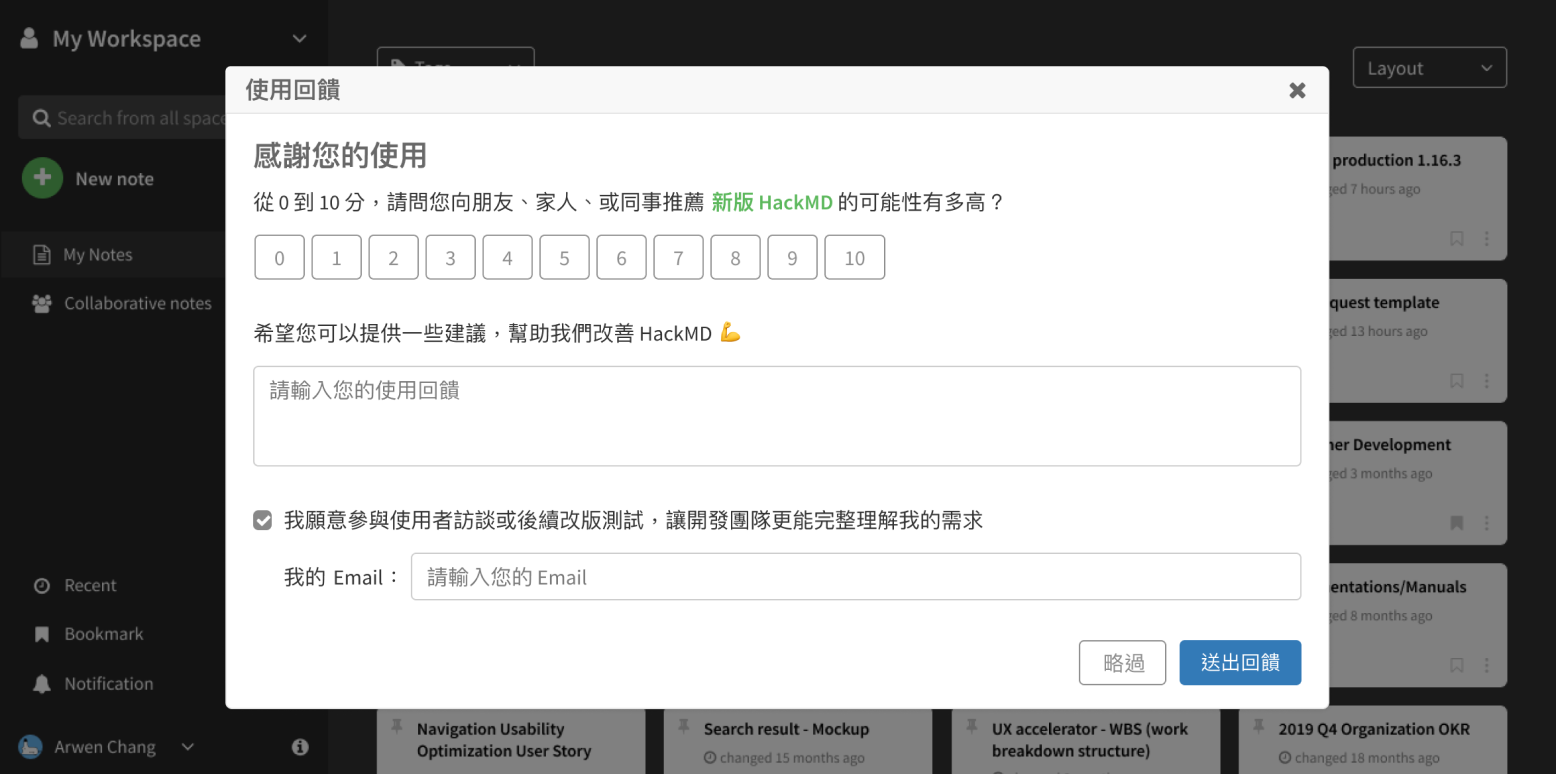 My Workspace
Search from all space
New note
My Notes
Collaborative notes
Recent
Bookmark
Notification
Arwen Chang
Tags
Layout
使用回饋
感謝您的使用
從 0 到 10 分，請問您向朋友、家人、或同事推薦 新版 HackMD 的可能性有多高？
0 1 2 3 4 5 6 7 8 9 10
希望您可以提供一些建議，幫助我們改善 HackMD 💪
請輸入您的使用回饋
我願意參與使用者訪談或後續改版測試，讓開發團隊更能完整理解我的需求
我的 Email：
請輸入您的 Email
略過
送出回饋
production 1.16.3
ged 7 hours ago
quest template
ged 13 hours ago
ner Development
ged 3 months ago
entations/Manuals
ged 8 months ago
Navigation Usability
Optimization User Story
Search result - Mockup
changed 15 months ago
UX accelerator - WBS (work
breakdown structure)
2019 Q4 Organization OKR
changed 18 months ago